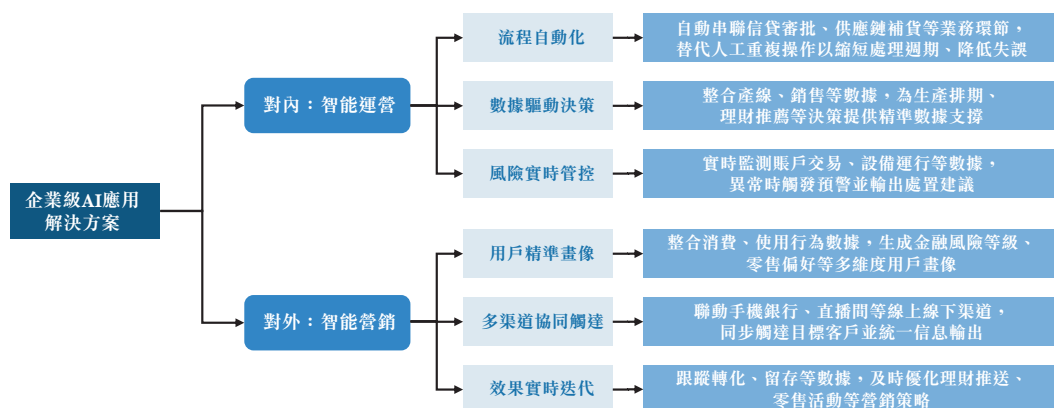 企業級AI應用
解決方案
對內：智能運營
流程自動化
自動串聯信貸審批、供應鏈補貨等業務環節，
替代人工重複操作以縮短處理週期、降低失誤
數據驅動決策
整合產線、銷售等數據，為生產排期、
理財推薦等決策提供精準數據支撐
風險實時管控
實時監測賬戶交易、設備運行等數據，
異常時觸發預警並輸出處置建議
對外：智能營銷
用戶精準畫像
整合消費、使用行為數據，生成金融風險等級、
零售偏好等多維度用戶畫像
多渠道協同觸達
聯動手機銀行、直播間等線上線下渠道，
同步觸達目標客戶並統一信息輸出
效果實時迭代
跟蹤轉化、留存等數據，及時優化理財推送、
零售活動等營銷策略